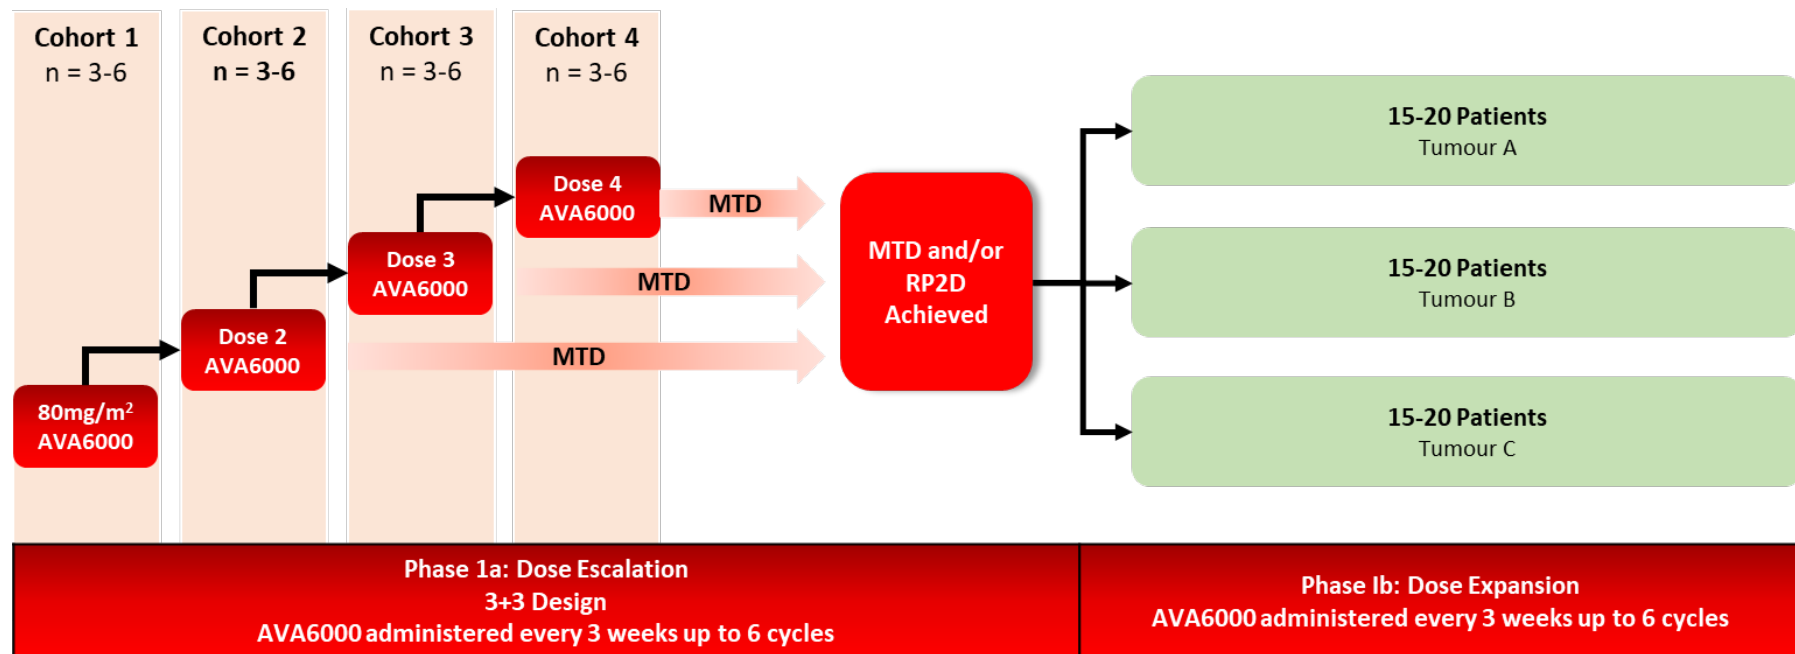 Cohort 1
n = 3-6
Cohort 2
n = 3-6
Cohort 3
n = 3-6
Cohort 4
n = 3-6
80mg/m²
AVA6000
Dose 2
AVA6000
Dose 3
AVA6000
Dose 4
AVA6000
MTD
MTD
MTD
MTD and/or
RP2D
Achieved
15-20 Patients
Tumour A
15-20 Patients
Tumour B
15-20 Patients
Tumour C
Phase 1a: Dose Escalation
3+3 Design
AVA6000 administered every 3 weeks up to 6 cycles
Phase Ib: Dose Expansion
AVA6000 administered every 3 weeks up to 6 cycles